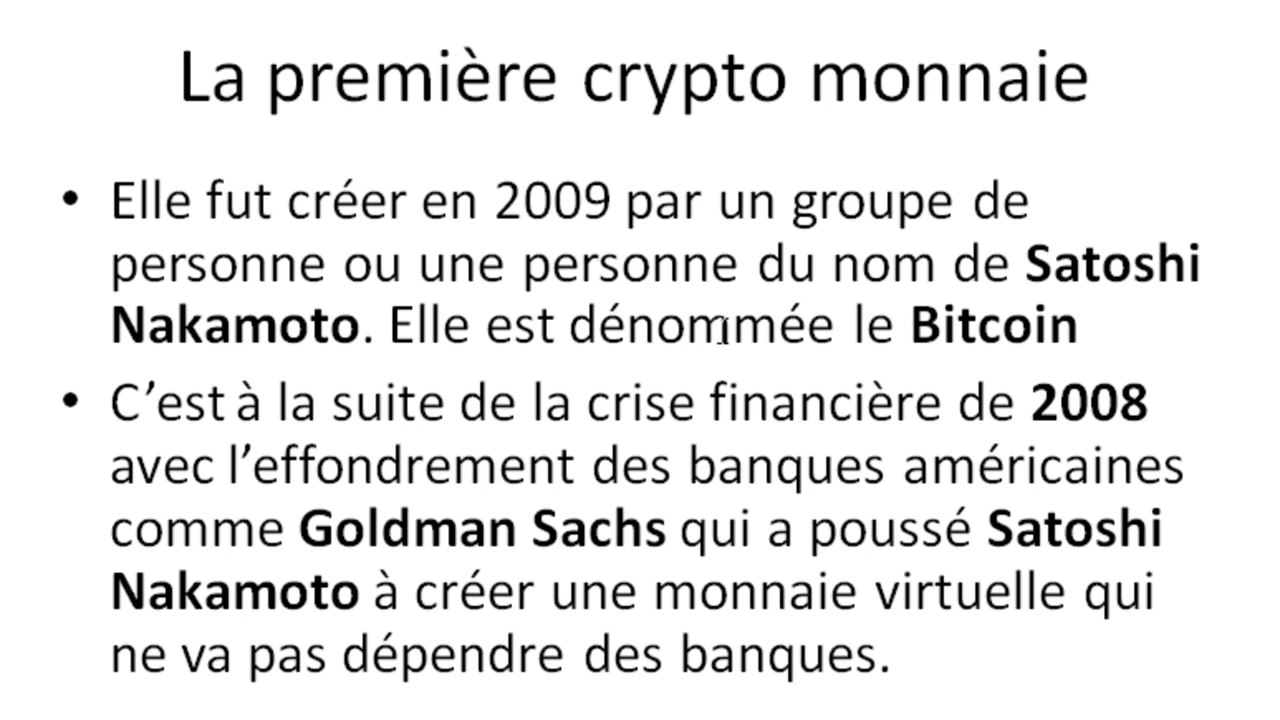 La première crypto monnaie
• Elle fut créer en 2009 par un groupe de
personne ou une personne du nom de Satoshi
Nakamoto. Elle est dénommée le Bitcoin
• C’est à la suite de la crise financière de 2008
avec l’effondrement des banques américaines
comme Goldman Sachs qui a poussé Satoshi
Nakamoto à créer une monnaie virtuelle qui
ne va pas dépendre des banques.